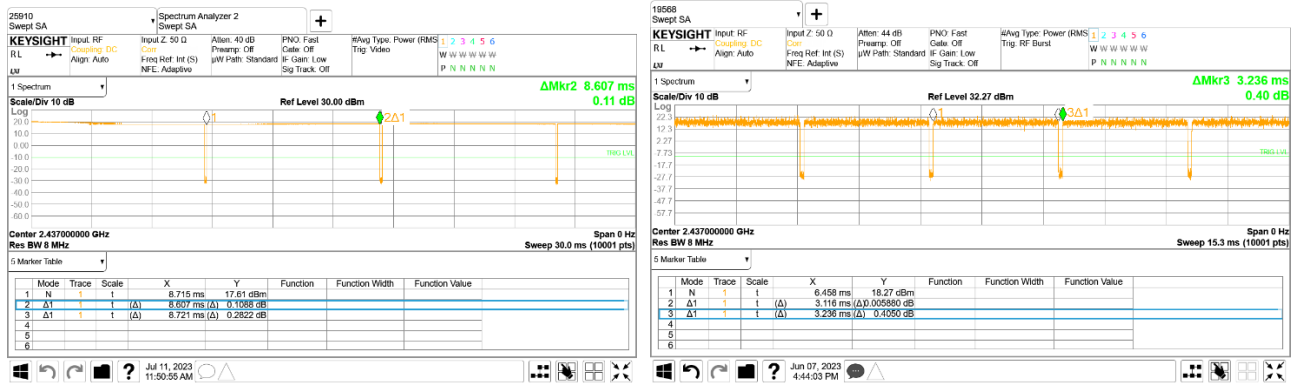 25910
Swept SA
Spectrum Analyzer 2
Swept SA
+
KEYSIGHT
RL
Input: RF
Coupling: DC
Align: Auto
Input Z: 50 Ω
Corr
Freq Ref: Int (S)
NFE: Adaptive
Atten: 40 dB
Preamp: Off
µW Path: Standard
PNO: Fast
Gate: Off
IF Gain: Low
Sig Track: Off
#Avg Type: Power (RMS
Trig: Video
1 2 3 4 5 6
W W W W W W
P N N N N N
1 Spectrum
ΔMkr2 8.607 ms
0.11 dB
Scale/Div 10 dB
Ref Level 30.00 dBm
Log
20.0
10.0
0.00
-10.0
-20.0
-30.0
-40.0
-50.0
-60.0
1
2Δ1
TRIG LVL
Center 2.437000000 GHz
Span 0 Hz
Res BW 8 MHz
Sweep 30.0 ms (10001 pts)
5 Marker Table
Mode Trace Scale X Y Function Function Width Function Value
1 N 1 t 8.715 ms 17.61 dBm
2 Δ1 1 t (Δ) 8.607 ms (Δ) 0.1088 dB
3 Δ1 1 t (Δ) 8.721 ms (Δ) 0.2822 dB
4
5
6
?
Jul 11, 2023
11:50:55 AM
19568
Swept SA
+
KEYSIGHT
RL
Input: RF
Coupling: DC
Align: Auto
Input Z: 50 Ω
Corr
Freq Ref: Int (S)
NFE: Adaptive
Atten: 44 dB
Preamp: Off
µW Path: Standard
PNO: Fast
Gate: Off
IF Gain: Low
Sig Track: Off
#Avg Type: Power (RMS
Trig: RF Burst
1 2 3 4 5 6
W W W W W W
P N N N N N
1 Spectrum
ΔMkr3 3.236 ms
0.40 dB
Scale/Div 10 dB
Ref Level 32.27 dBm
Log
22.3
12.3
2.27
-7.73
-17.7
-27.7
-37.7
-47.7
-57.7
1
3Δ1
TRIG LVL
Center 2.437000000 GHz
Span 0 Hz
Res BW 8 MHz
Sweep 15.3 ms (10001 pts)
5 Marker Table
Mode Trace Scale X Y Function Function Width Function Value
1 N 1 t 6.458 ms 18.27 dBm
2 Δ1 1 t (Δ) 3.116 ms (Δ)0.005880 dB
3 Δ1 1 t (Δ) 3.236 ms (Δ) 0.4050 dB
4
5
6
?
Jun 07, 2023
4:44:03 PM